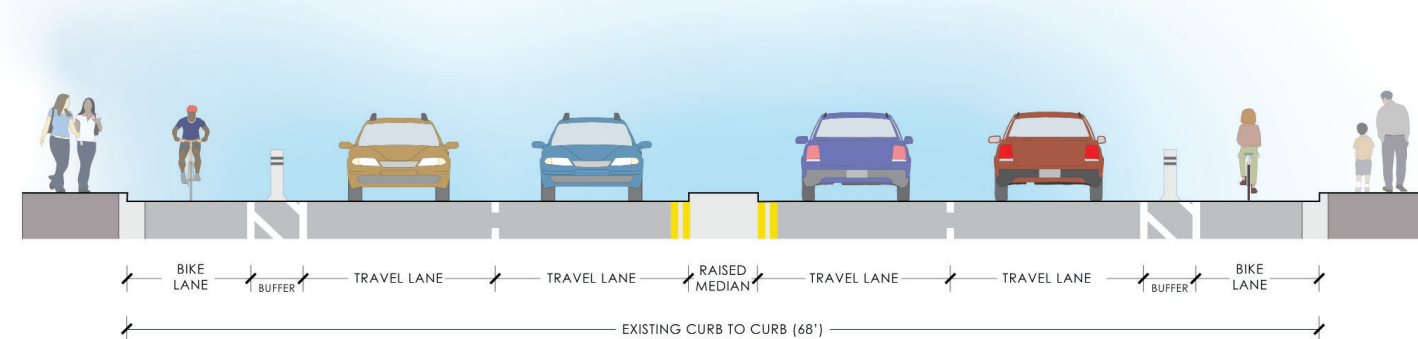 BIKE
LANE
BUFFER
TRAVEL LANE
TRAVEL LANE
RAISED
MEDIAN
TRAVEL LANE
TRAVEL LANE
BUFFER
BIKE
LANE
EXISTING CURB TO CURB (68')